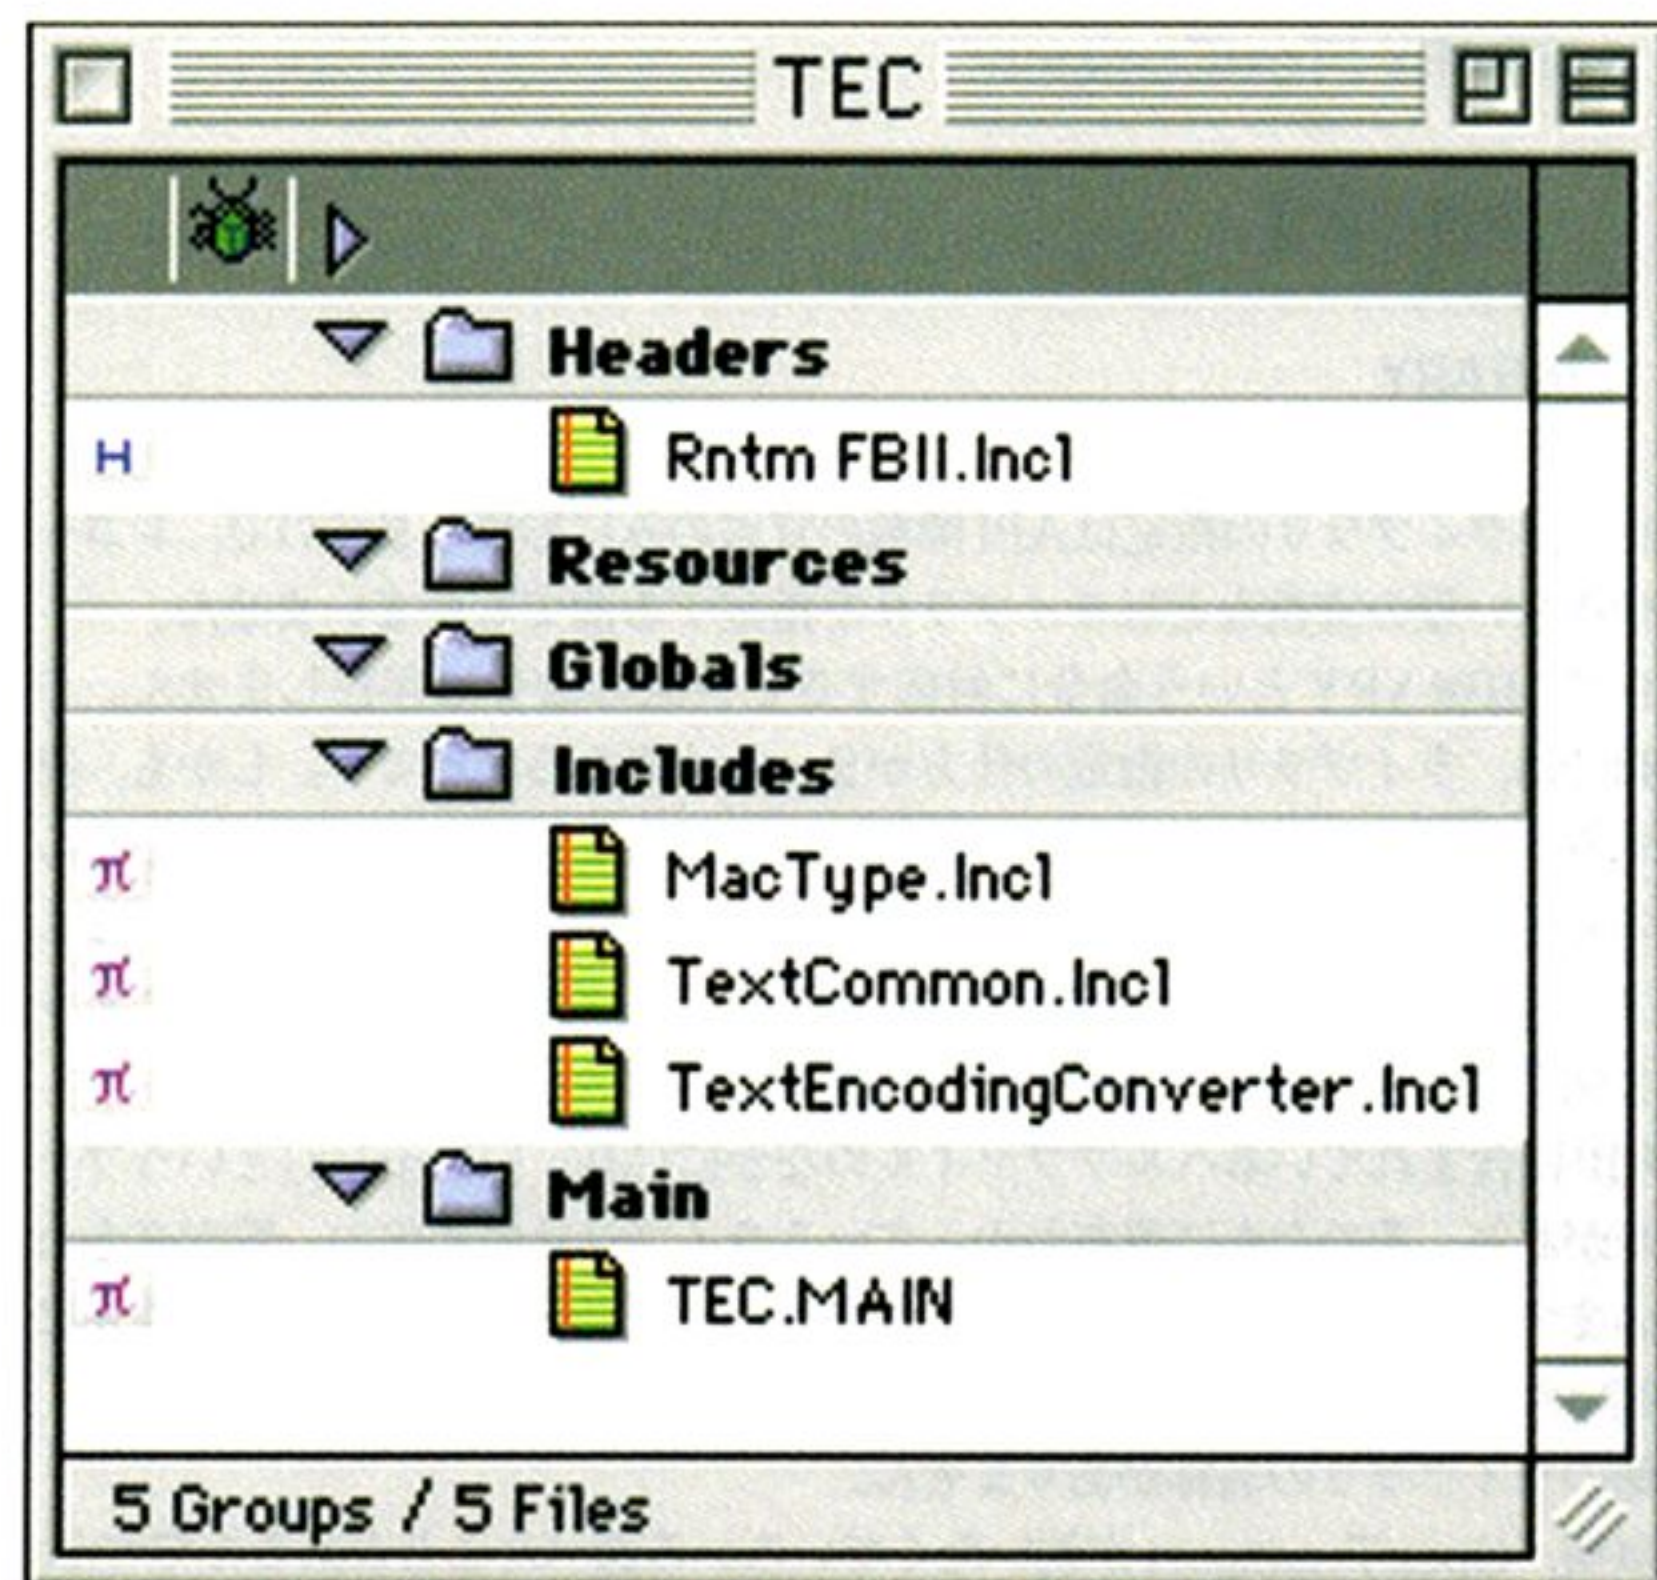 TEC
Headers
H Rntm FBII.Incl
Resources
Globals
Includes
π MacType.Incl
π TextCommon.Incl
π TextEncodingConverter.Incl
Main
π TEC.MAIN
5 Groups / 5 Files